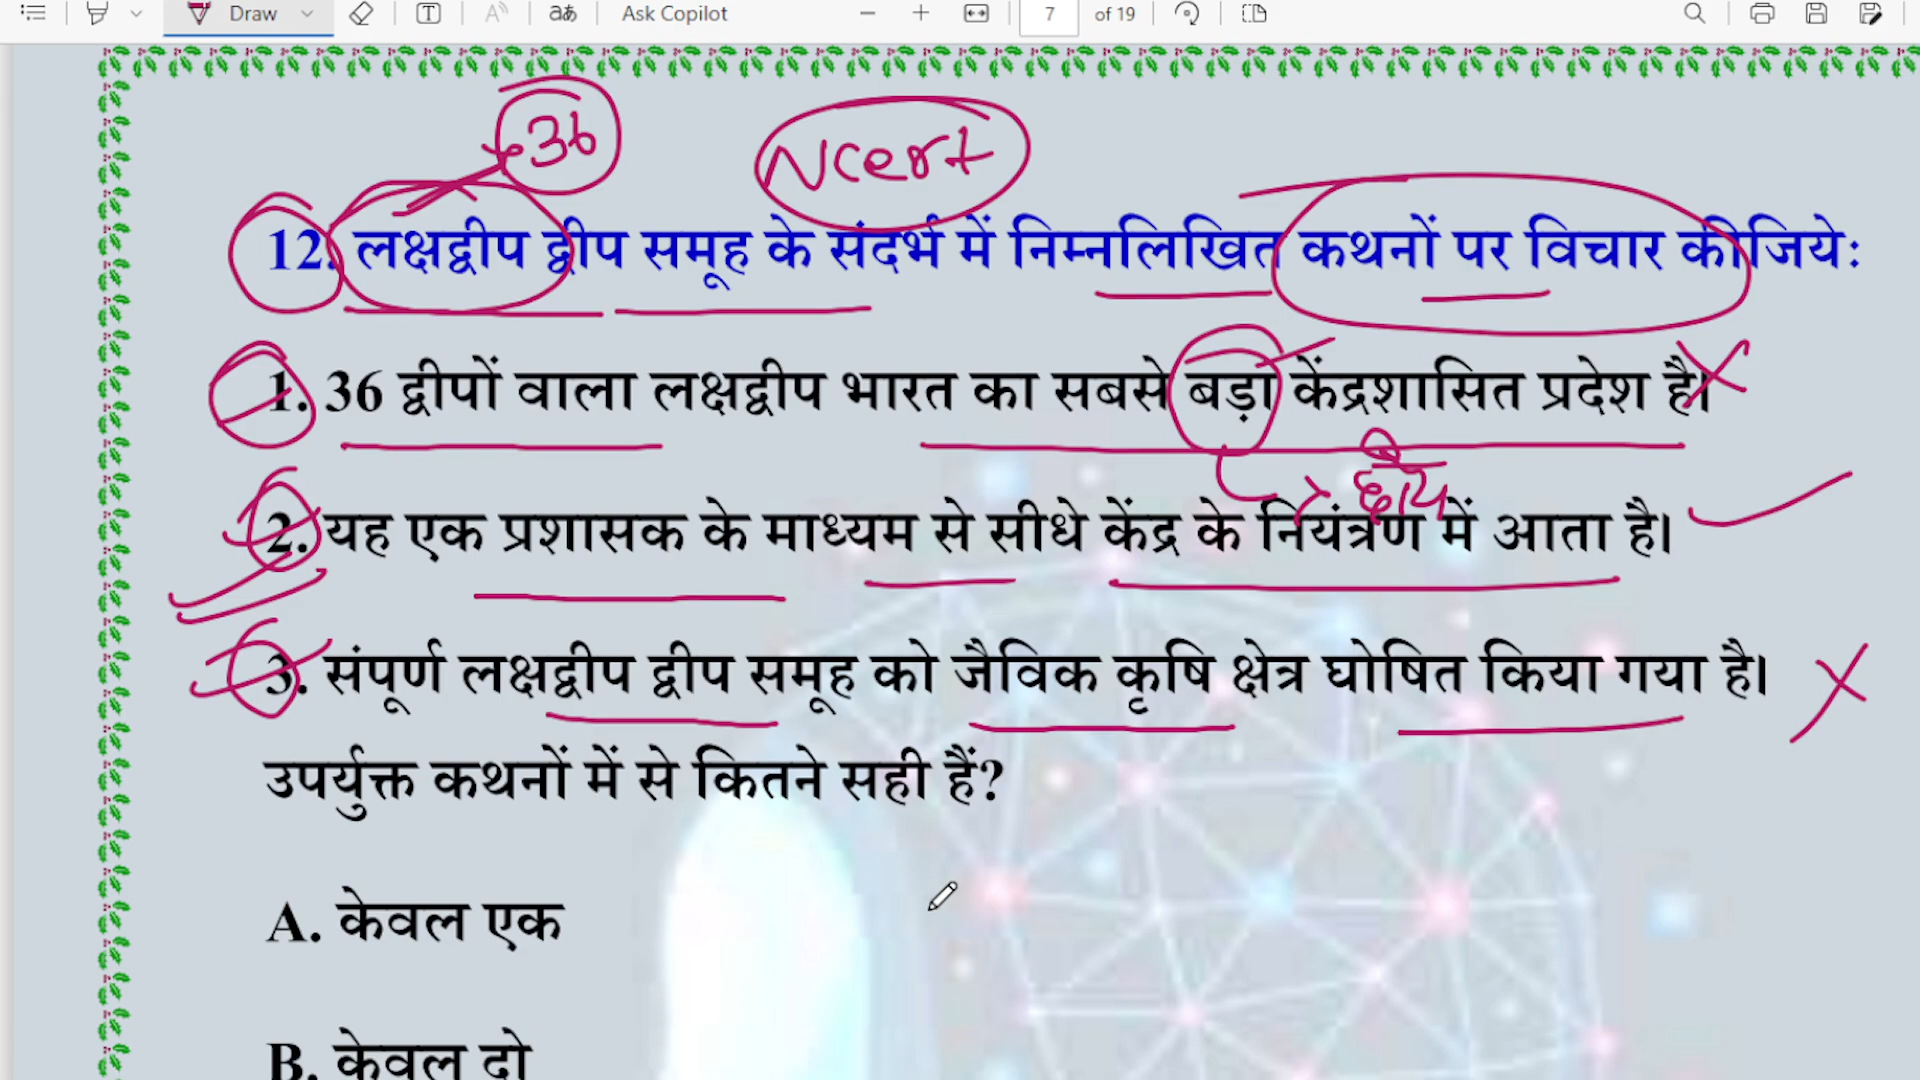 Draw
Ask Copilot
7 of 19
36
Ncert
12. लक्षद्वीप द्वीप समूह के संदर्भ में निम्नलिखित कथनों पर विचार कीजिये:
1. 36 द्वीपों वाला लक्षद्वीप भारत का सबसे बड़ा केंद्रशासित प्रदेश है।
2. यह एक प्रशासक के माध्यम से सीधे केंद्र के नियंत्रण में आता है।
3. संपूर्ण लक्षद्वीप द्वीप समूह को जैविक कृषि क्षेत्र घोषित किया गया है।
उपर्युक्त कथनों में से कितने सही हैं?
A. केवल एक
B. केवल दो